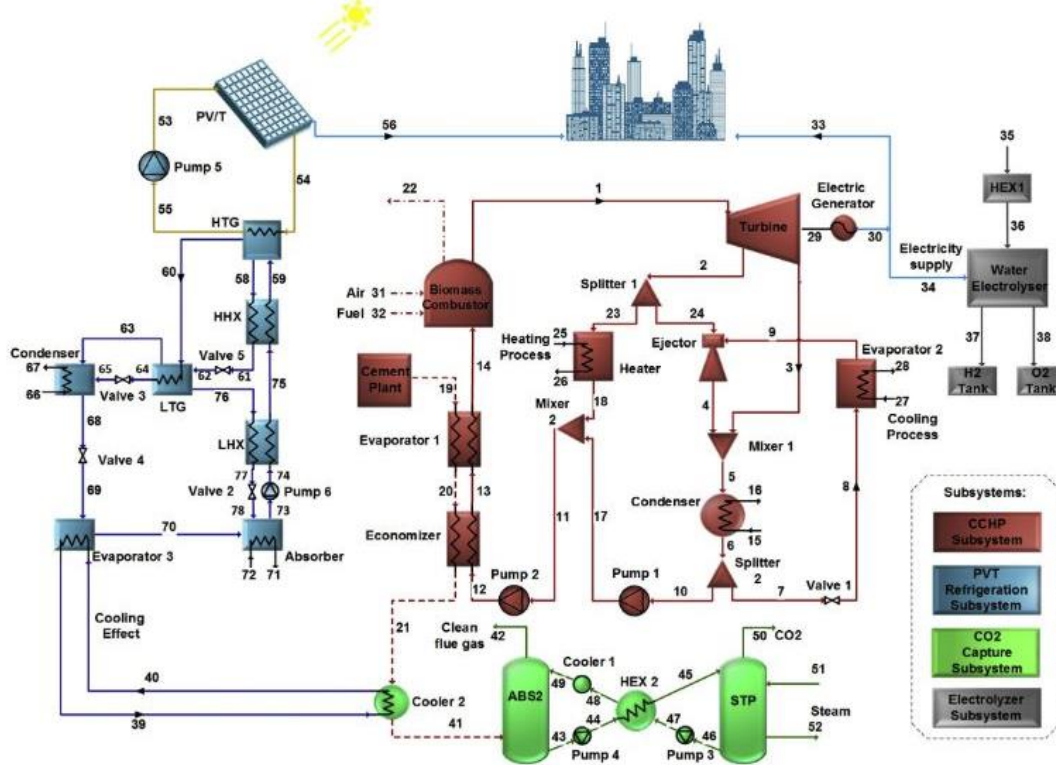 PV/T
53
56
33
35
Pump 5
54
HEX1
55
22
1
Electric
Generator
36
HTG
Turbine
29
30
60
58
59
2
Electricity
supply
Water
Electrolyser
Biomass
Combustor
Splitter 1
34
Air 31
Fuel 32
23
24
9
63
HHX
Heating
Process
25
Ejector
Evaporator 2
37
38
Condenser
Valve 5
14
3
28
67
65
64
62
61
75
Cement
Plant
26
Heater
27
H2
Tank
O2
Tank
66
Valve 3
76
19
18
Cooling
Process
LTG
Mixer
2
4
68
LHX
Evaporator 1
Mixer 1
Valve 4
77
74
5
8
Subsystems:
69
Valve 2
Pump 6
20
13
Condenser
16
CCHP
Subsystem
78
73
11
17
70
Economizer
15
Evaporator 3
72
71
Absorber
6
Splitter
2
PVT
Refrigeration
Subsystem
Pump 2
Pump 1
12
10
7
Valve 1
Cooling
Effect
21
Clean
flue gas
42
50
CO2
CO2
Capture
Subsystem
Cooler 1
45
51
40
49
48
HEX 2
ABS2
STP
Electrolyzer
Subsystem
Cooler 2
44
47
Steam
39
41
43
46
52
Pump 4
Pump 3